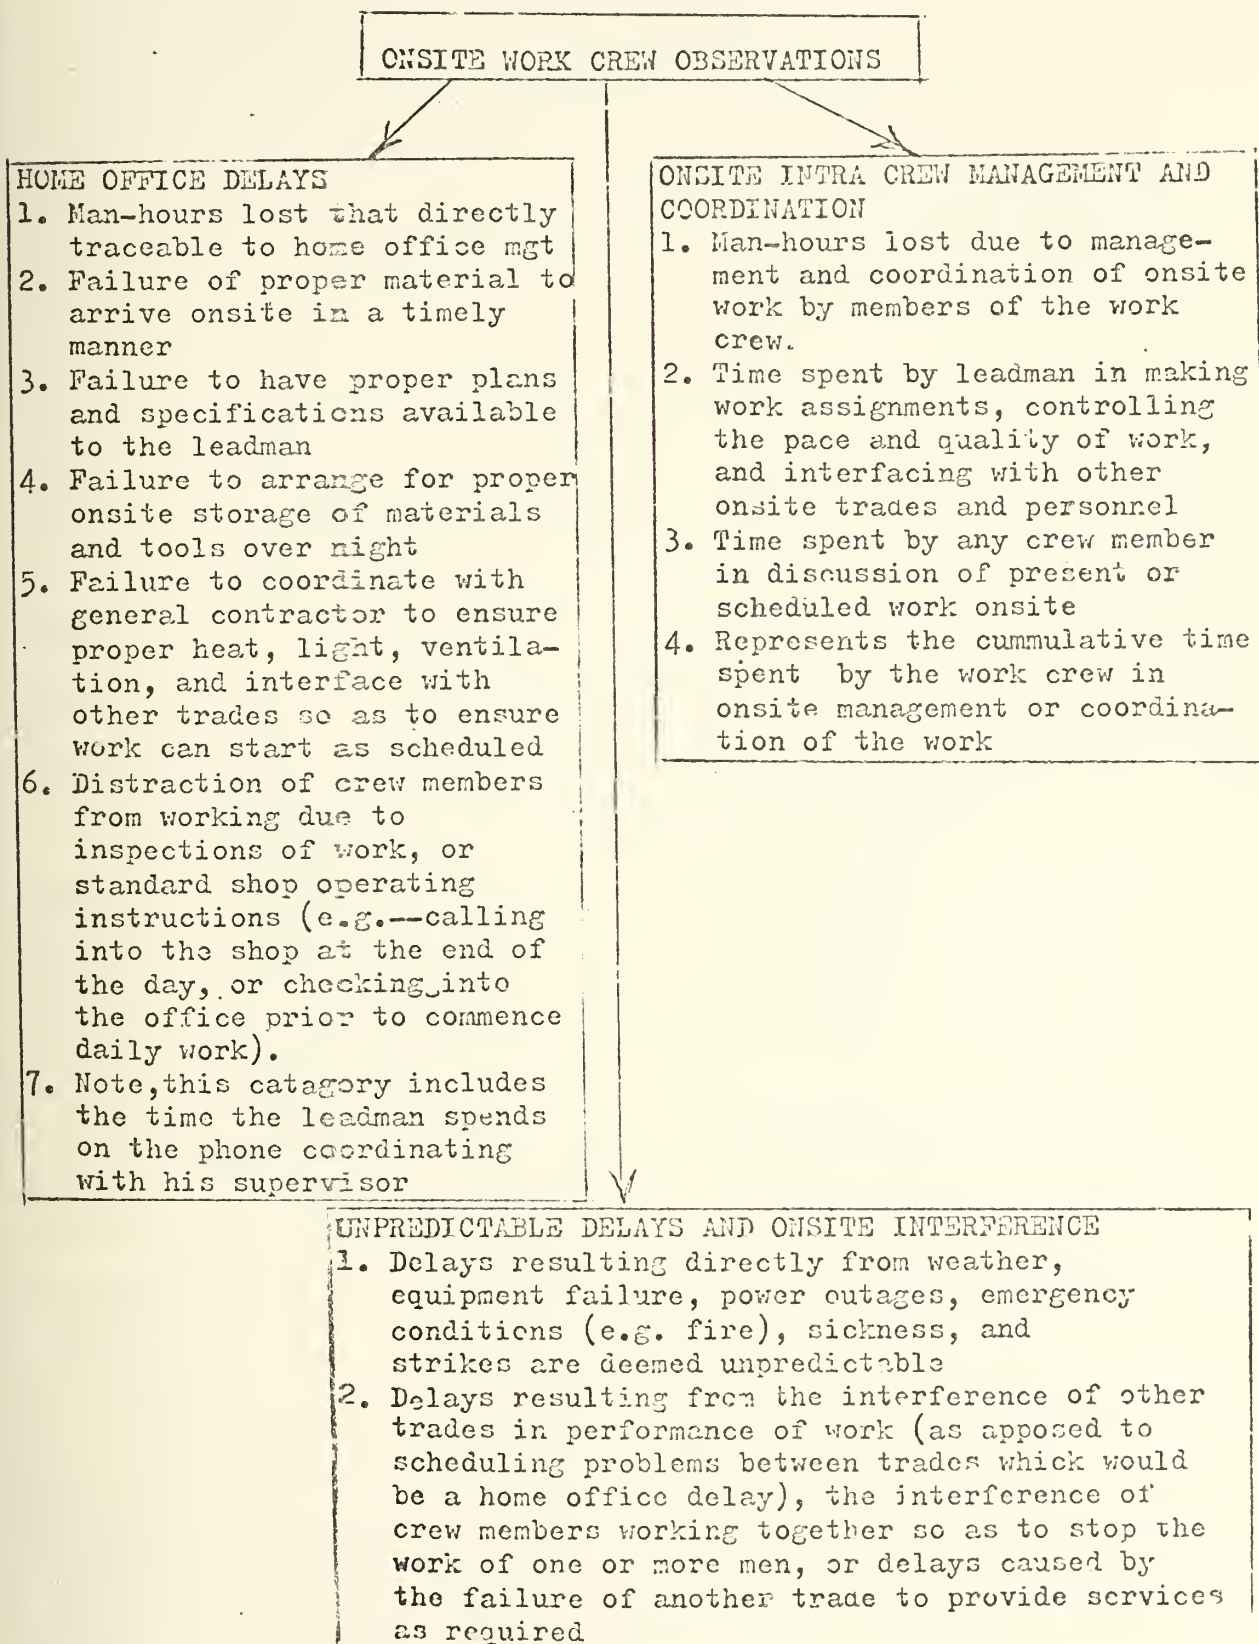 ONSITE WORK CREW OBSERVATIONS
HOME OFFICE DELAYS
1. Man-hours lost that directly
traceable to home office mgt
2. Failure of proper material to
arrive onsite in a timely
manner
3. Failure to have proper plans
and specifications available
to the leadman
4. Failure to arrange for proper
onsite storage of materials
and tools over night
5. Failure to coordinate with
general contractor to ensure
proper heat, light, ventila-
tion, and interface with
other trades so as to ensure
work can start as scheduled
6. Distraction of crew members
from working due to
inspections of work, or
standard shop operating
instructions (e.g.--calling
into the shop at the end of
the day, or checking into
the office prior to commence
daily work).
7. Note,this catagory includes
the time the leadman spends
on the phone coordinating
with his supervisor
ONSITE INTRA CREW MANAGEMENT AND
COORDINATION
1. Man-hours lost due to manage-
ment and coordination of onsite
work by members of the work
crew.
2. Time spent by leadman in making
work assignments, controlling
the pace and quality of work,
and interfacing with other
onsite trades and personnel
3. Time spent by any crew member
in discussion of present or
scheduled work onsite
4. Represents the cummulative time
spent by the work crew in
onsite management or coordina-
tion of the work
UNPREDICTABLE DELAYS AND ONSITE INTERFERENCE
1. Delays resulting directly from weather,
equipment failure, power outages, emergency
conditions (e.g. fire), sickness, and
strikes are deemed unpredictable
2. Delays resulting from the interference of other
trades in performance of work (as apposed to
scheduling problems between trades which would
be a home office delay), the interference of
crew members working together so as to stop the
work of one or more men, or delays caused by
the failure of another trade to provide services
as required